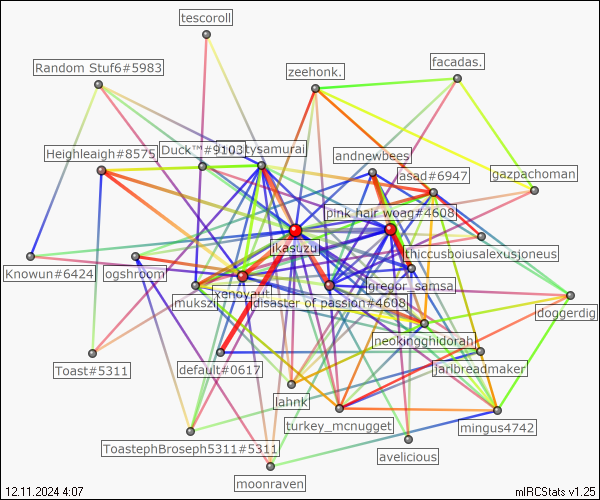 tescoroll
facadas.
Random Stuf6#5983
zeehonk.
Duck™#9103
tysamurai
Heighleaigh#8575
andnewbees
asad#6947
gazpachoman
pink hair woag#4608
ikasuzu
thiccusboiusalexusjoneus
Knowun#6424
ogshroom
gregor_samsa
xenovant
mukszi
disaster of passion#4608
doggerdig
neokingghidorah
Toast#5311
default#0617
jarlbreadmaker
lahnk
turkey_mcnugget
mingus4742
ToastephBroseph5311#5311
avelicious
moonraven
12.11.2024 4:07
mIRCStats v1.25